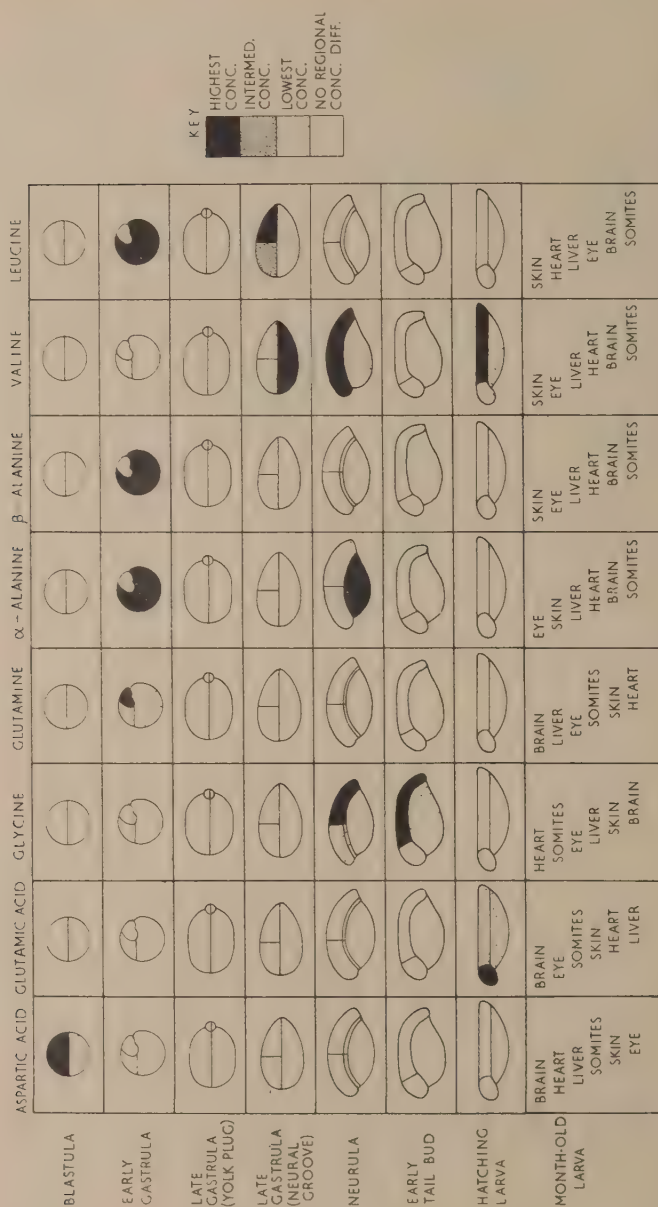 KEY
HIGHEST
CONC.
INTERMED.
CONC.
LOWEST
CONC.
NO REGIONAL
CONC. DIFF.
ASPARTIC ACID
GLUTAMIC ACID
GLYCINE
GLUTAMINE
α-ALANINE
β ALANINE
VALINE
LEUCINE
BLASTULA
EARLY
GASTRULA
LATE
GASTRULA
(YOLK PLUG)
LATE
GASTRULA
(NEURAL
GROOVE)
NEURULA
EARLY
TAIL BUD
HATCHING
LARVA
MONTH-OLD
LARVA
BRAIN
HEART
LIVER
SOMITES
SKIN
EYE
BRAIN
EYE
SOMITES
SKIN
HEART
LIVER
HEART
SOMITES
EYE
LIVER
SKIN
BRAIN
BRAIN
LIVER
EYE
SOMITES
SKIN
HEART
EYE
SKIN
LIVER
HEART
BRAIN
SOMITES
SKIN
EYE
LIVER
HEART
BRAIN
SOMITES
SKIN
EYE
LIVER
HEART
BRAIN
SOMITES
SKIN
HEART
LIVER
EYE
BRAIN
SOMITES